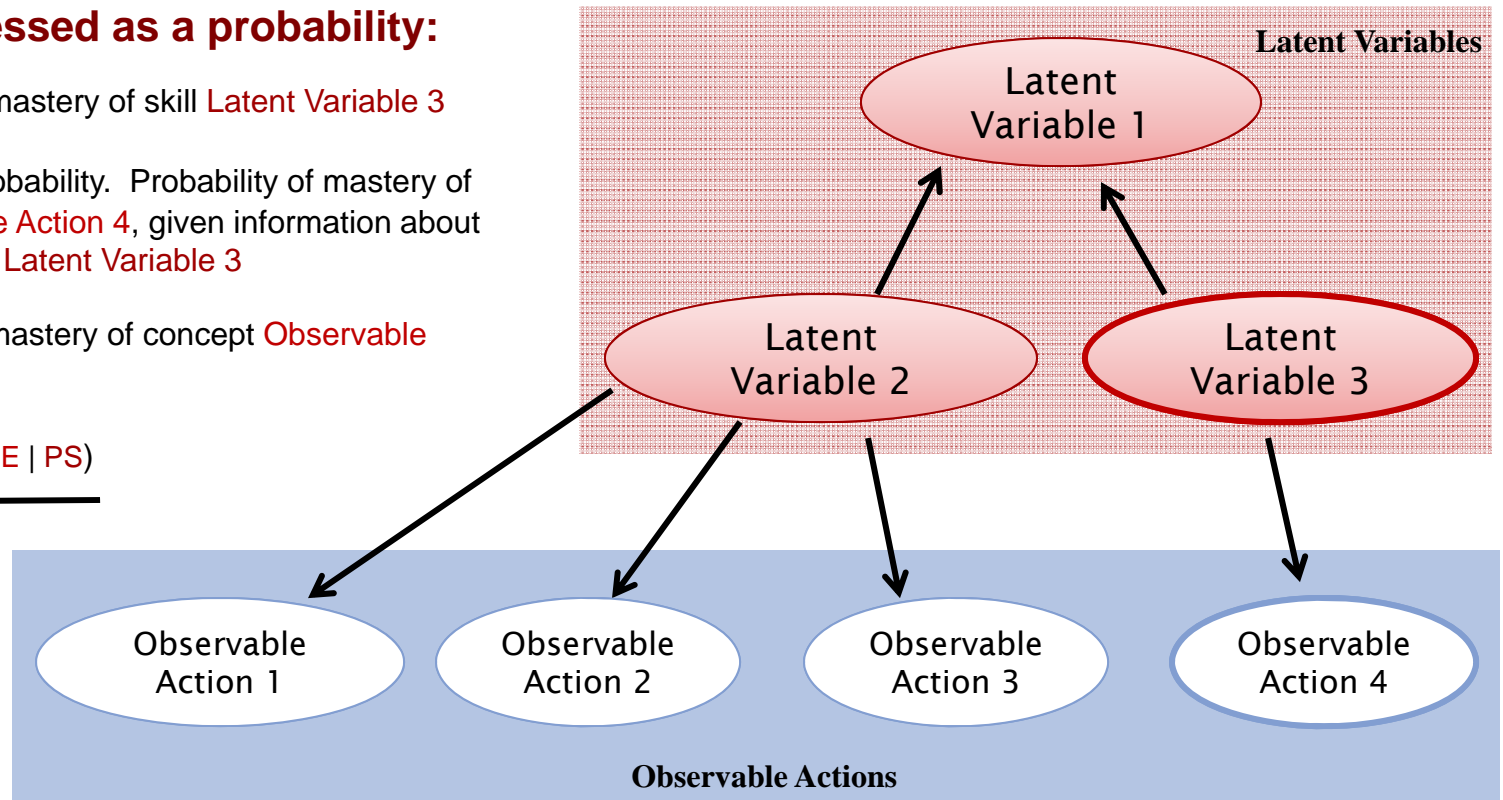 essed as a probability:
mastery of skill Latent Variable 3
obability.  Probability of mastery of
e Action 4, given information about
Latent Variable 3
mastery of concept Observable
E | PS)
Latent Variables
Latent
Variable 1
Latent
Variable 2
Latent
Variable 3
Observable
Action 1
Observable
Action 2
Observable
Action 3
Observable
Action 4
Observable Actions